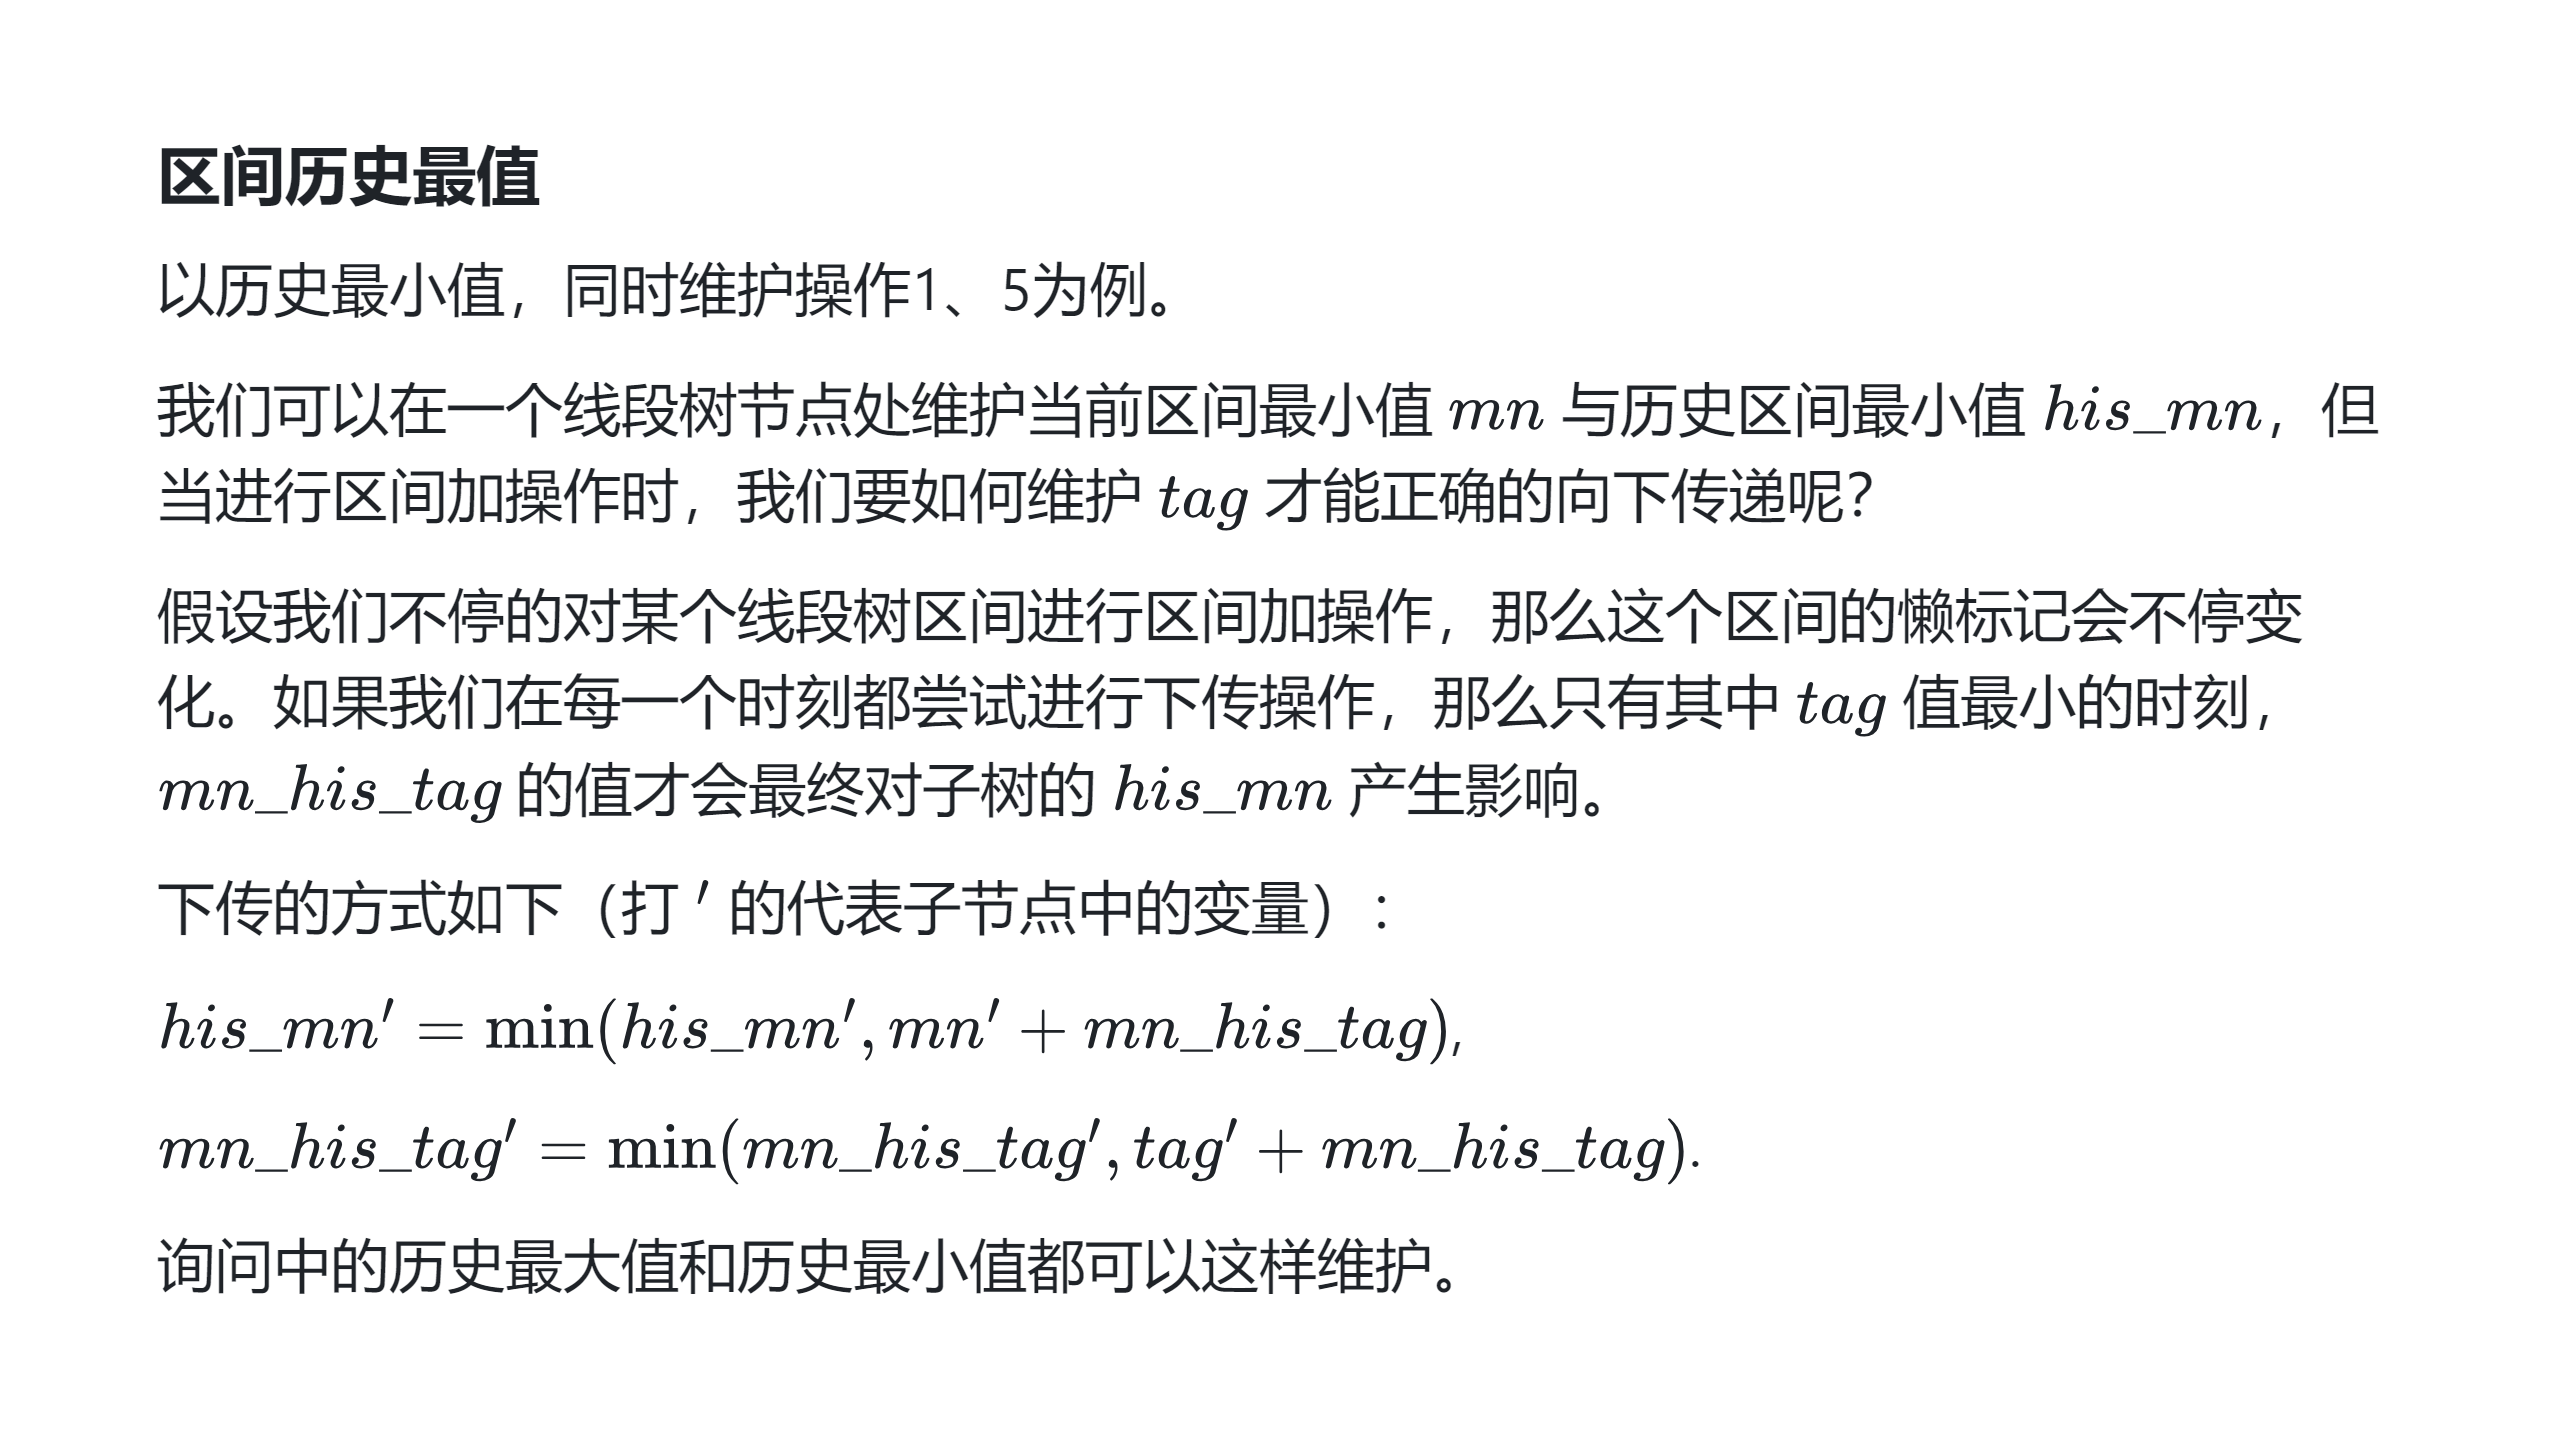 区间历史最值
以历史最小值，同时维护操作1、5为例。
我们可以在一个线段树节点处维护当前区间最小值 mn 与历史区间最小值 his_mn，但
当进行区间加操作时，我们要如何维护 tag 才能正确的向下传递呢？
假设我们不停的对某个线段树区间进行区间加操作，那么这个区间的懒标记会不停变
化。如果我们在每一个时刻都尝试进行下传操作，那么只有其中 tag 值最小的时刻，
mn_his_tag 的值才会最终对子树的 his_mn 产生影响。
下传的方式如下（打 ′ 的代表子节点中的变量）：
his_mn′ = min(his_mn′, mn′ + mn_his_tag),
mn_his_tag′ = min(mn_his_tag′, tag′ + mn_his_tag).
询问中的历史最大值和历史最小值都可以这样维护。